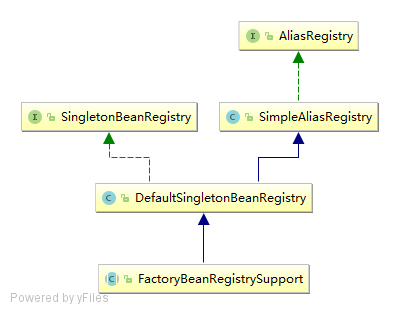 AliasRegistry
SingletonBeanRegistry
SimpleAliasRegistry
DefaultSingletonBeanRegistry
FactoryBeanRegistrySupport
Powered by yFiles